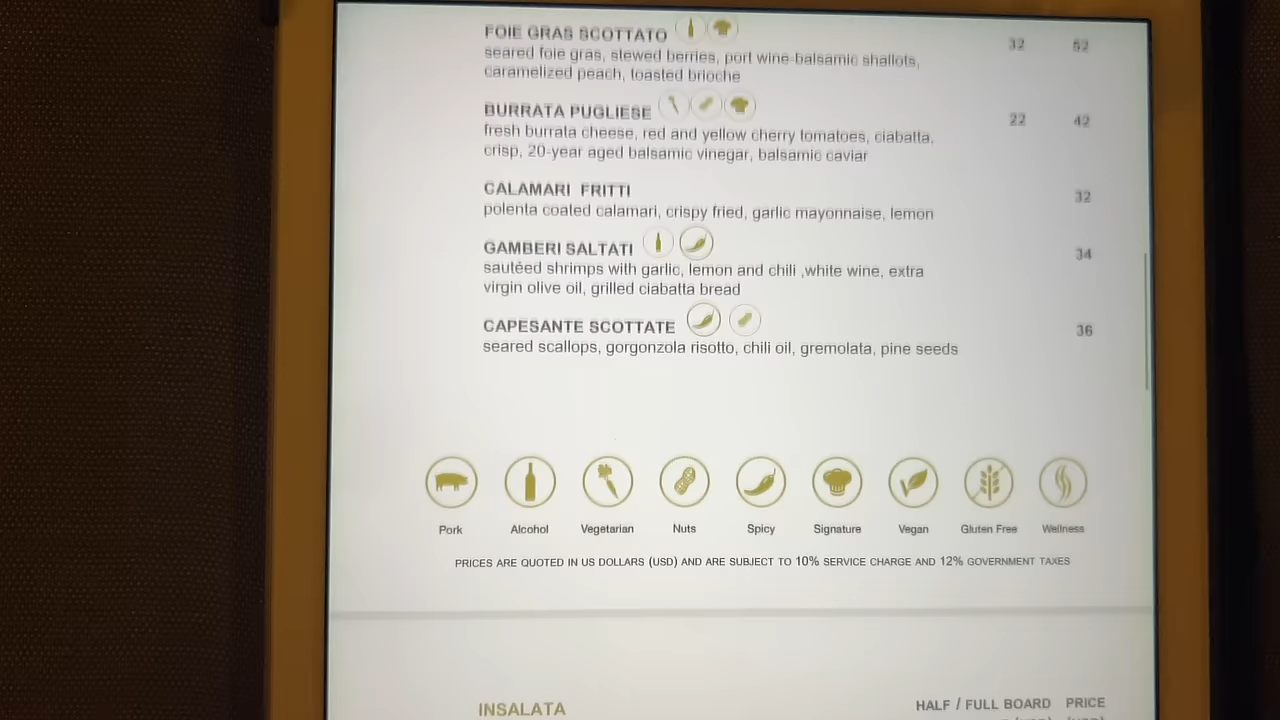 FOIE GRAS SCOTTATO 32 52
seared foie gras, stewed berries, port wine-balsamic shallots,
caramelized peach, toasted brioche
BURRATA PUGLIESE 22 42
fresh burrata cheese, red and yellow cherry tomatoes, ciabatta,
crisp, 20-year aged balsamic vinegar, balsamic caviar
CALAMARI FRITTI 32
polenta coated calamari, crispy fried, garlic mayonnaise, lemon
GAMBERI SALTATI 34
sautéed shrimps with garlic, lemon and chili ,white wine, extra
virgin olive oil, grilled ciabatta bread
CAPESANTE SCOTTATE 36
seared scallops, gorgonzola risotto, chili oil, gremolata, pine seeds
Pork Alcohol Vegetarian Nuts Spicy Signature Vegan Gluten Free Wellness
PRICES ARE QUOTED IN US DOLLARS (USD) AND ARE SUBJECT TO 10% SERVICE CHARGE AND 12% GOVERNMENT TAXES
INSALATA HALF / FULL BOARD PRICE